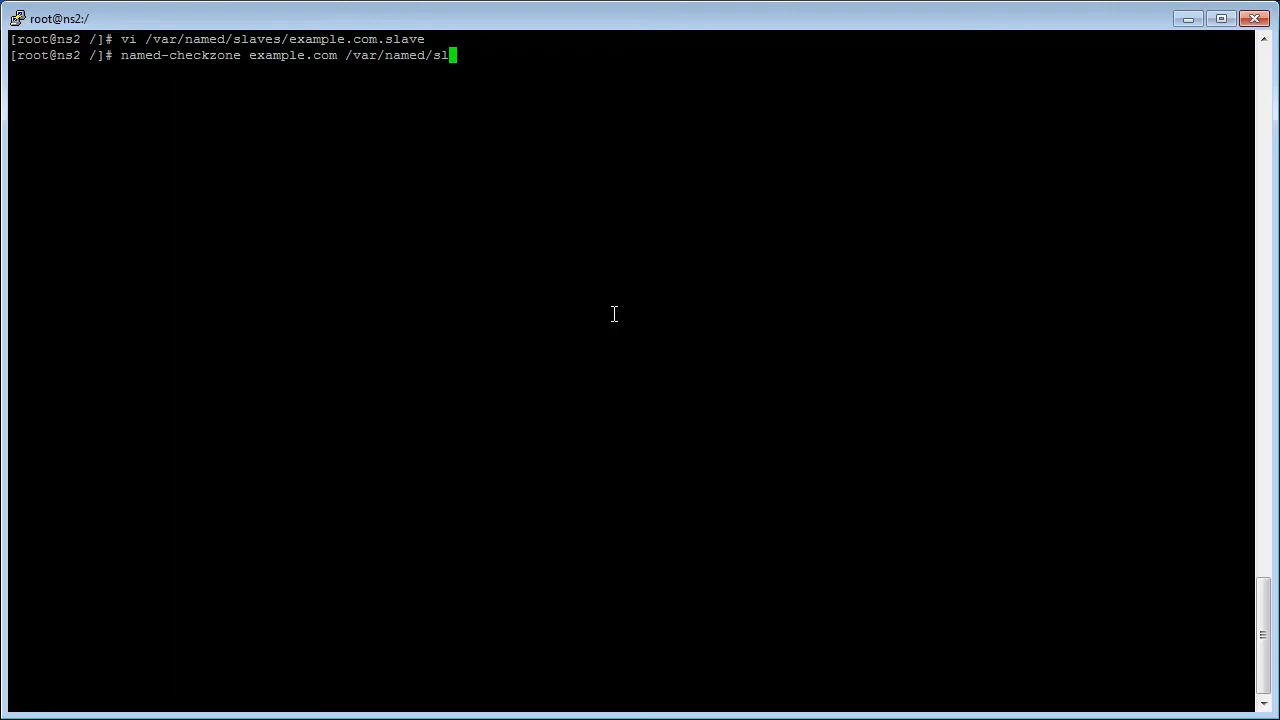 root@ns2:/
[root@ns2 /]# vi /var/named/slaves/example.com.slave
[root@ns2 /]# named-checkzone example.com /var/named/sl